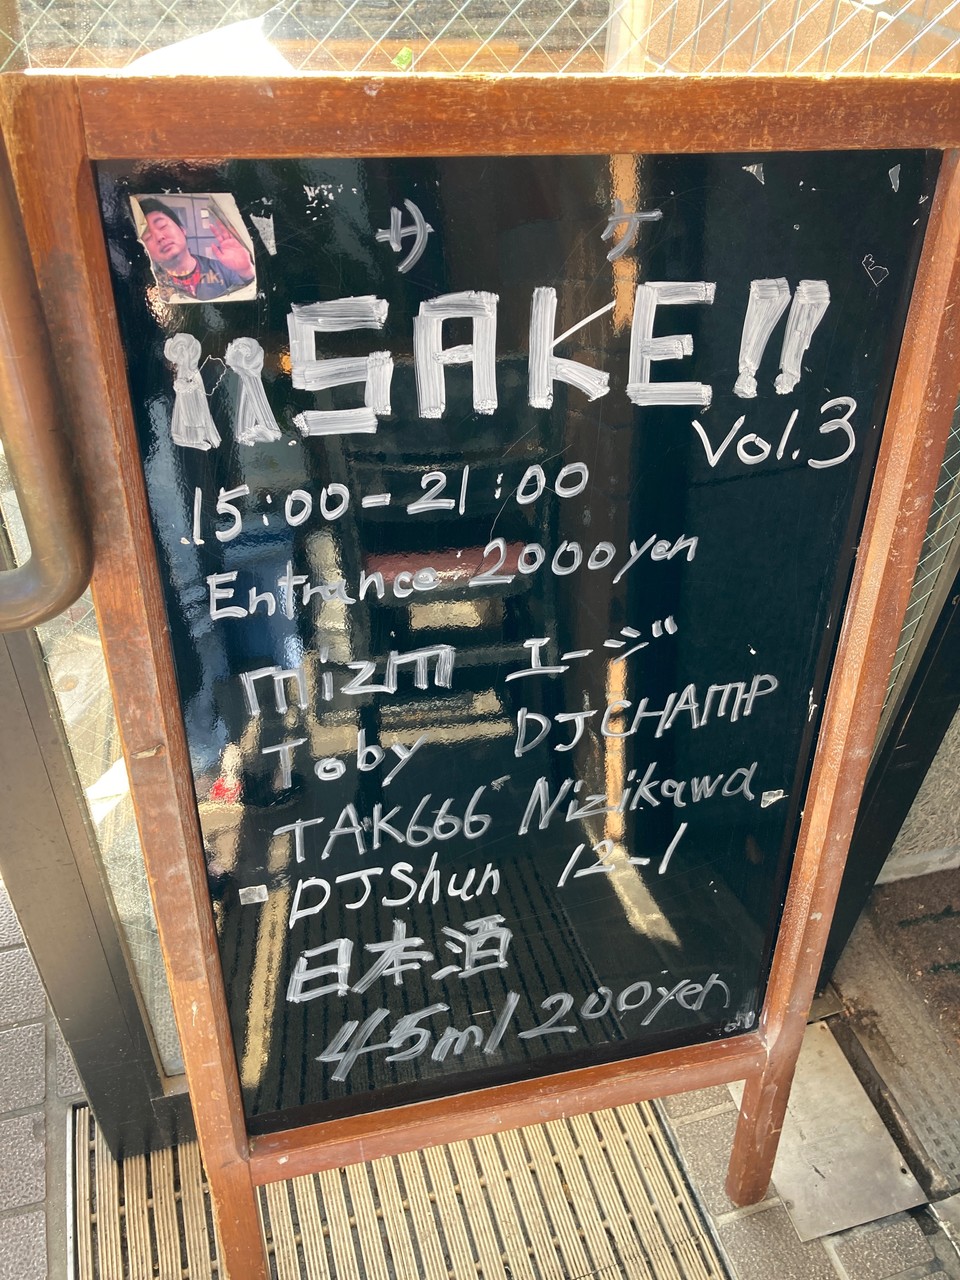 サケ
¡¡SAKE!!
Vol.3
15:00-21:00
Entrance 2000yen
mizm エージ
Toby DJCHAMP
TAK666 Nizikawa
DJShun 12-1
日本酒
45ml 200yen